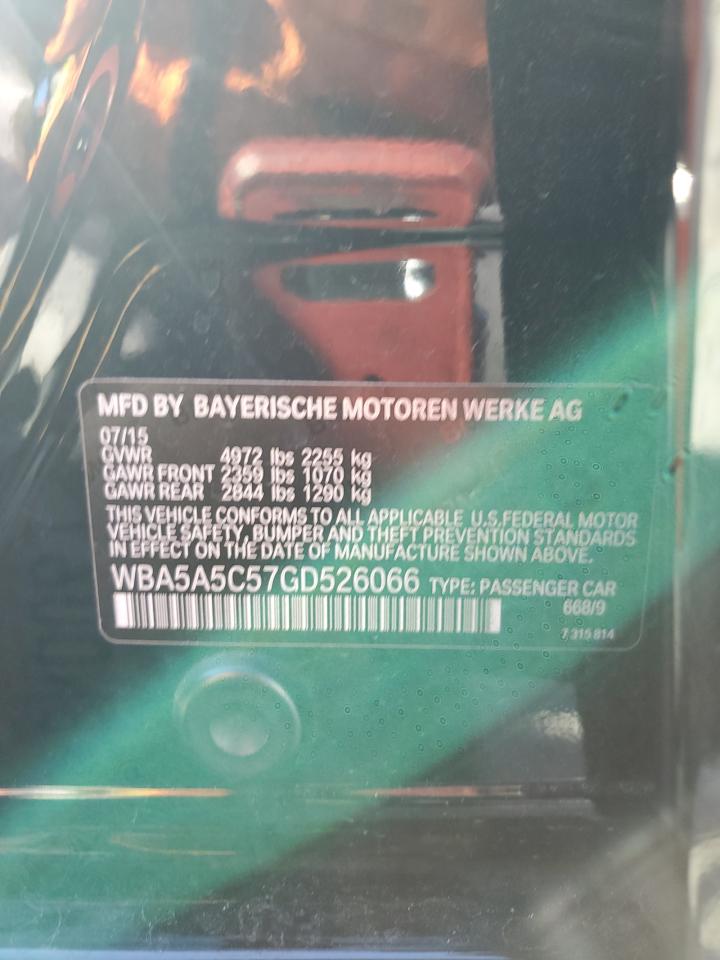 MFD BY BAYERISCHE MOTOREN WERKE AG
07/15
GVWR 4972 lbs 2255 kg
GAWR FRONT 2359 lbs 1070 kg
GAWR REAR 2844 lbs 1290 kg
THIS VEHICLE CONFORMS TO ALL APPLICABLE U.S.FEDERAL MOTOR
VEHICLE SAFETY, BUMPER AND THEFT PREVENTION STANDARDS
IN EFFECT ON THE DATE OF MANUFACTURE SHOWN ABOVE.
WBA5A5C57GD526066 TYPE: PASSENGER CAR
668/9
7 315 814